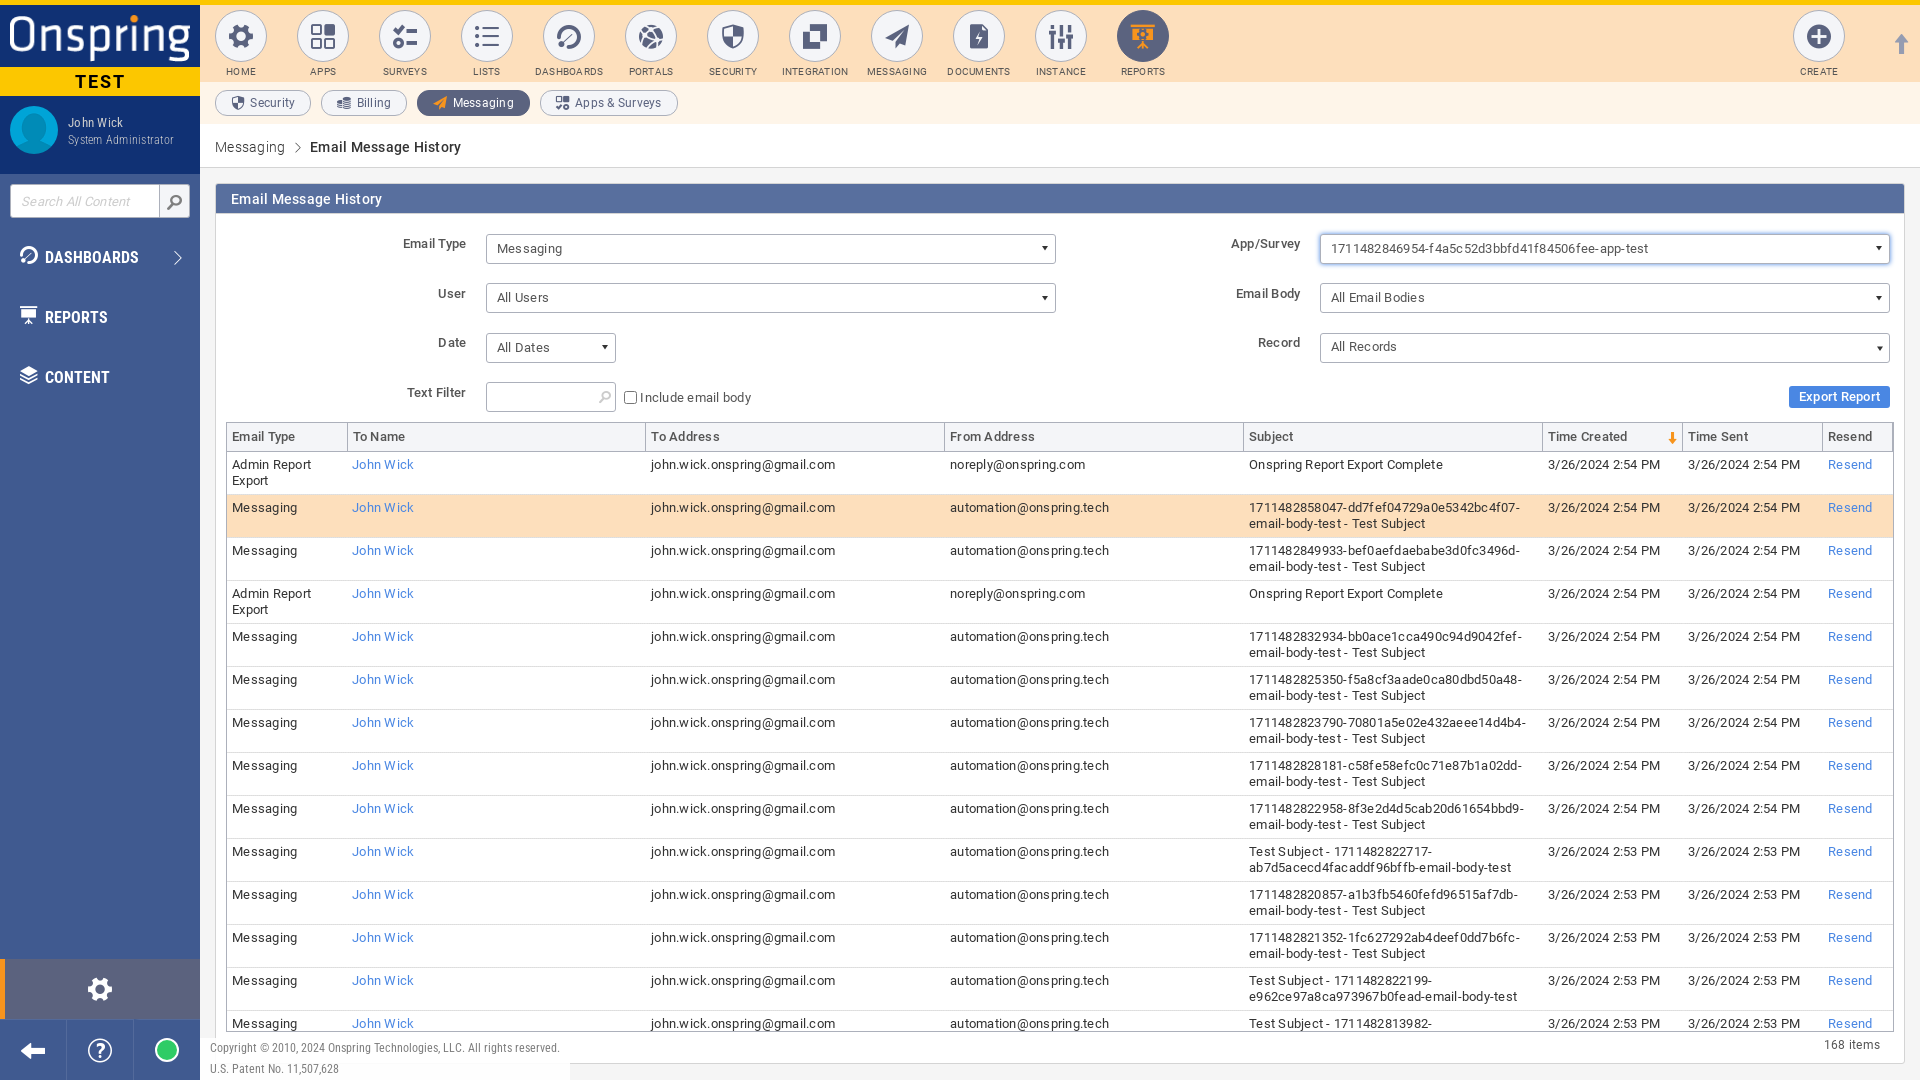 Onspring
TEST
John Wick
System Administrator
Search All Content
DASHBOARDS
REPORTS
CONTENT
HOME
APPS
SURVEYS
LISTS
DASHBOARDS
PORTALS
SECURITY
INTEGRATION
MESSAGING
DOCUMENTS
INSTANCE
REPORTS
CREATE
Security
Billing
Messaging
Apps & Surveys
Messaging > Email Message History
Email Message History
Email Type Messaging App/Survey 1711482846954-f4a5c52d3bbfd41f84506fee-app-test
User All Users Email Body All Email Bodies
Date All Dates Record All Records
Text Filter Include email body Export Report
Email Type To Name To Address From Address Subject Time Created Time Sent Resend
Admin Report John Wick john.wick.onspring@gmail.com noreply@onspring.com Onspring Report Export Complete 3/26/2024 2:54 PM 3/26/2024 2:54 PM Resend
Export
Messaging John Wick john.wick.onspring@gmail.com automation@onspring.tech 1711482858047-dd7fef04729a0e5342bc4f07- 3/26/2024 2:54 PM 3/26/2024 2:54 PM Resend
email-body-test - Test Subject
Messaging John Wick john.wick.onspring@gmail.com automation@onspring.tech 1711482849933-bef0aefdaebabe3d0fc3496d- 3/26/2024 2:54 PM 3/26/2024 2:54 PM Resend
email-body-test - Test Subject
Admin Report John Wick john.wick.onspring@gmail.com noreply@onspring.com Onspring Report Export Complete 3/26/2024 2:54 PM 3/26/2024 2:54 PM Resend
Export
Messaging John Wick john.wick.onspring@gmail.com automation@onspring.tech 1711482832934-bb0ace1cca490c94d9042fef- 3/26/2024 2:54 PM 3/26/2024 2:54 PM Resend
email-body-test - Test Subject
Messaging John Wick john.wick.onspring@gmail.com automation@onspring.tech 1711482825350-f5a8cf3aade0ca80dbd50a48- 3/26/2024 2:54 PM 3/26/2024 2:54 PM Resend
email-body-test - Test Subject
Messaging John Wick john.wick.onspring@gmail.com automation@onspring.tech 1711482823790-70801a5e02e432aeee14d4b4- 3/26/2024 2:54 PM 3/26/2024 2:54 PM Resend
email-body-test - Test Subject
Messaging John Wick john.wick.onspring@gmail.com automation@onspring.tech 1711482828181-c58fe58efc0c71e87b1a02dd- 3/26/2024 2:54 PM 3/26/2024 2:54 PM Resend
email-body-test - Test Subject
Messaging John Wick john.wick.onspring@gmail.com automation@onspring.tech 1711482822958-8f3e2d4d5cab20d61654bbd9- 3/26/2024 2:54 PM 3/26/2024 2:54 PM Resend
email-body-test - Test Subject
Messaging John Wick john.wick.onspring@gmail.com automation@onspring.tech Test Subject - 1711482822717- 3/26/2024 2:53 PM 3/26/2024 2:53 PM Resend
ab7d5acecd4facaddf96bffb-email-body-test
Messaging John Wick john.wick.onspring@gmail.com automation@onspring.tech 1711482820857-a1b3fb5460fefd96515af7db- 3/26/2024 2:53 PM 3/26/2024 2:53 PM Resend
email-body-test - Test Subject
Messaging John Wick john.wick.onspring@gmail.com automation@onspring.tech 1711482821352-1fc627292ab4deef0dd7b6fc- 3/26/2024 2:53 PM 3/26/2024 2:53 PM Resend
email-body-test - Test Subject
Messaging John Wick john.wick.onspring@gmail.com automation@onspring.tech Test Subject - 1711482822199- 3/26/2024 2:53 PM 3/26/2024 2:53 PM Resend
e962ce97a8ca973967b0fead-email-body-test
Messaging John Wick john.wick.onspring@gmail.com automation@onspring.tech Test Subject - 1711482813982- 3/26/2024 2:53 PM 3/26/2024 2:53 PM Resend
168 items
Copyright © 2010, 2024 Onspring Technologies, LLC. All rights reserved.
U.S. Patent No. 11,507,628